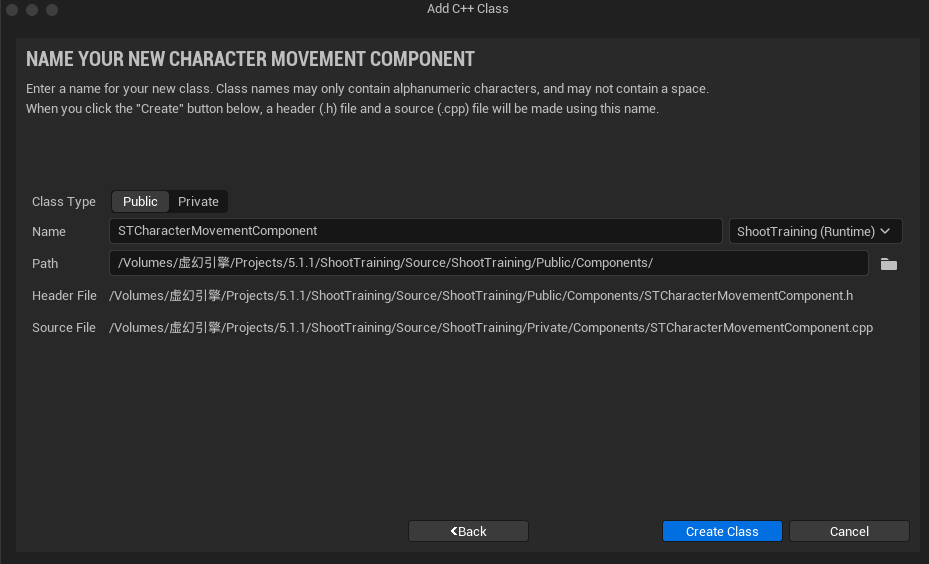 Add C++ Class
NAME YOUR NEW CHARACTER MOVEMENT COMPONENT
Enter a name for your new class. Class names may only contain alphanumeric characters, and may not contain a space.
When you click the "Create" button below, a header (.h) file and a source (.cpp) file will be made using this name.
Class Type Public Private
Name STCharacterMovementComponent ShootTraining (Runtime)
Path /Volumes/虚幻引擎/Projects/5.1.1/ShootTraining/Source/ShootTraining/Public/Components/
Header File /Volumes/虚幻引擎/Projects/5.1.1/ShootTraining/Source/ShootTraining/Public/Components/STCharacterMovementComponent.h
Source File /Volumes/虚幻引擎/Projects/5.1.1/ShootTraining/Source/ShootTraining/Private/Components/STCharacterMovementComponent.cpp
Back Create Class Cancel